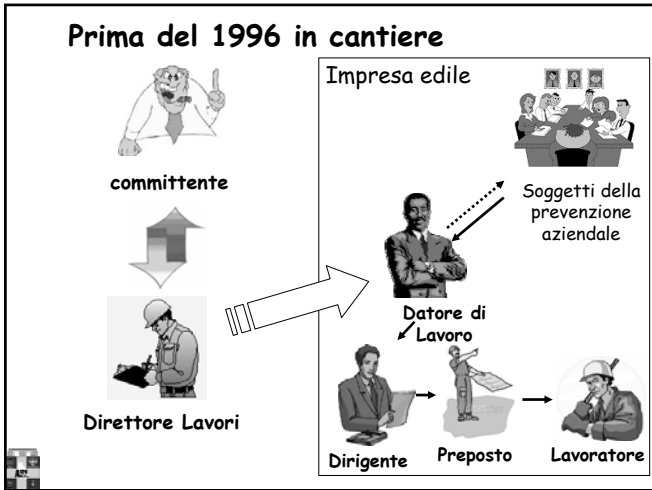 Prima del 1996 in cantiere
Impresa edile
committente
Soggetti della
prevenzione
aziendale
Datore di
Lavoro
Direttore Lavori
Dirigente
Preposto
Lavoratore
ASL